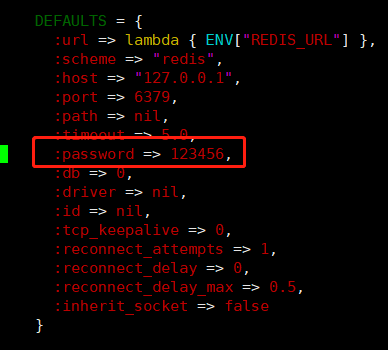 DEFAULTS = {
:url => lambda { ENV["REDIS_URL"] },
:scheme => "redis",
:host => "127.0.0.1",
:port => 6379,
:path => nil,
:timeout => 5.0,
:password => 123456,
:db => 0,
:driver => nil,
:id => nil,
:tcp_keepalive => 0,
:reconnect_attempts => 1,
:reconnect_delay => 0,
:reconnect_delay_max => 0.5,
:inherit_socket => false
}